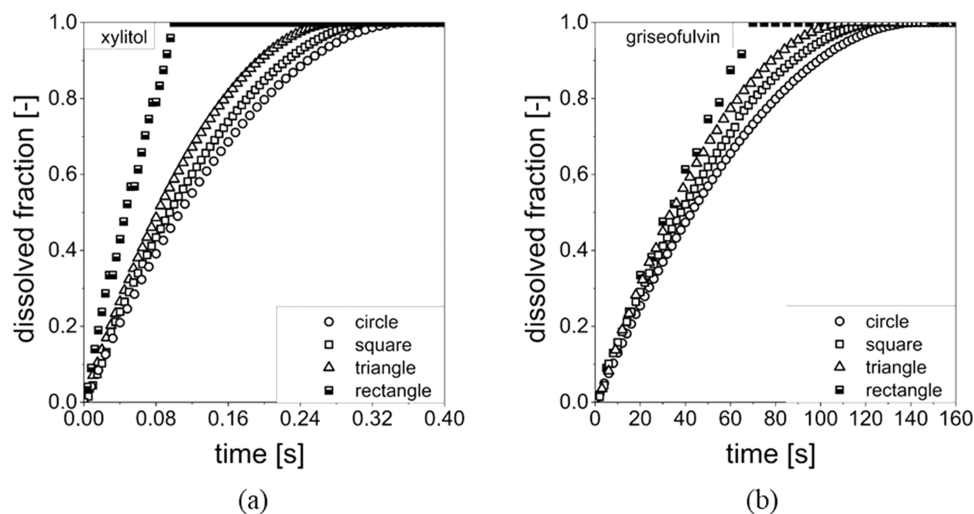 xylitol
dissolved fraction [-]
1.0
0.8
0.6
0.4
0.2
0.0
circle
square
triangle
rectangle
0.00 0.08 0.16 0.24 0.32 0.40
time [s]
(a)
griseofulvin
dissolved fraction [-]
1.0
0.8
0.6
0.4
0.2
0.0
circle
square
triangle
rectangle
0 20 40 60 80 100 120 140 160
time [s]
(b)